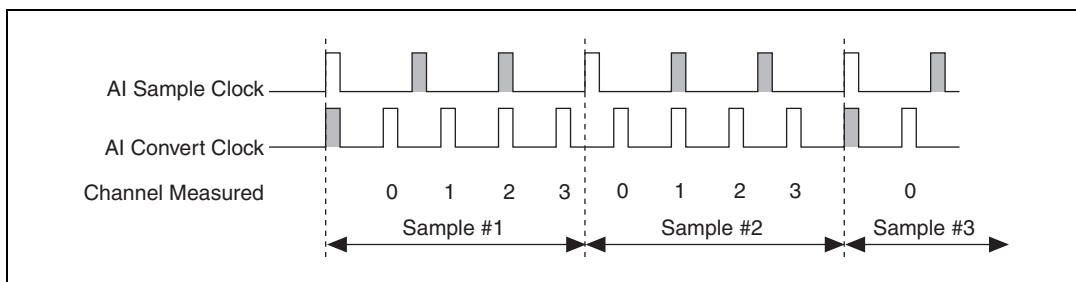 AI Sample Clock
AI Convert Clock
Channel Measured 0 1 2 3 0 1 2 3 0
Sample #1 Sample #2 Sample #3